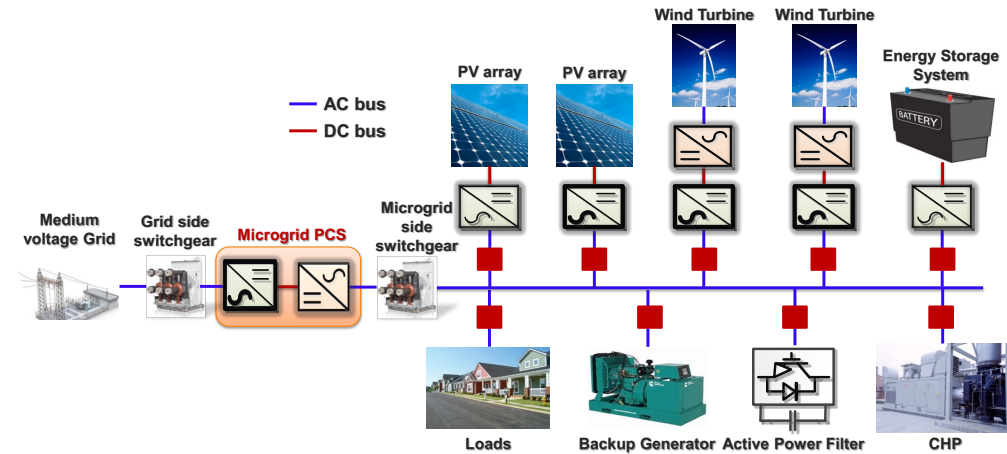 Wind Turbine
Wind Turbine
Energy Storage
System
PV array
PV array
AC bus
DC bus
BATTERY
Medium
voltage Grid
Grid side
switchgear
Microgrid PCS
Microgrid
side
switchgear
Loads
Backup Generator
Active Power Filter
CHP